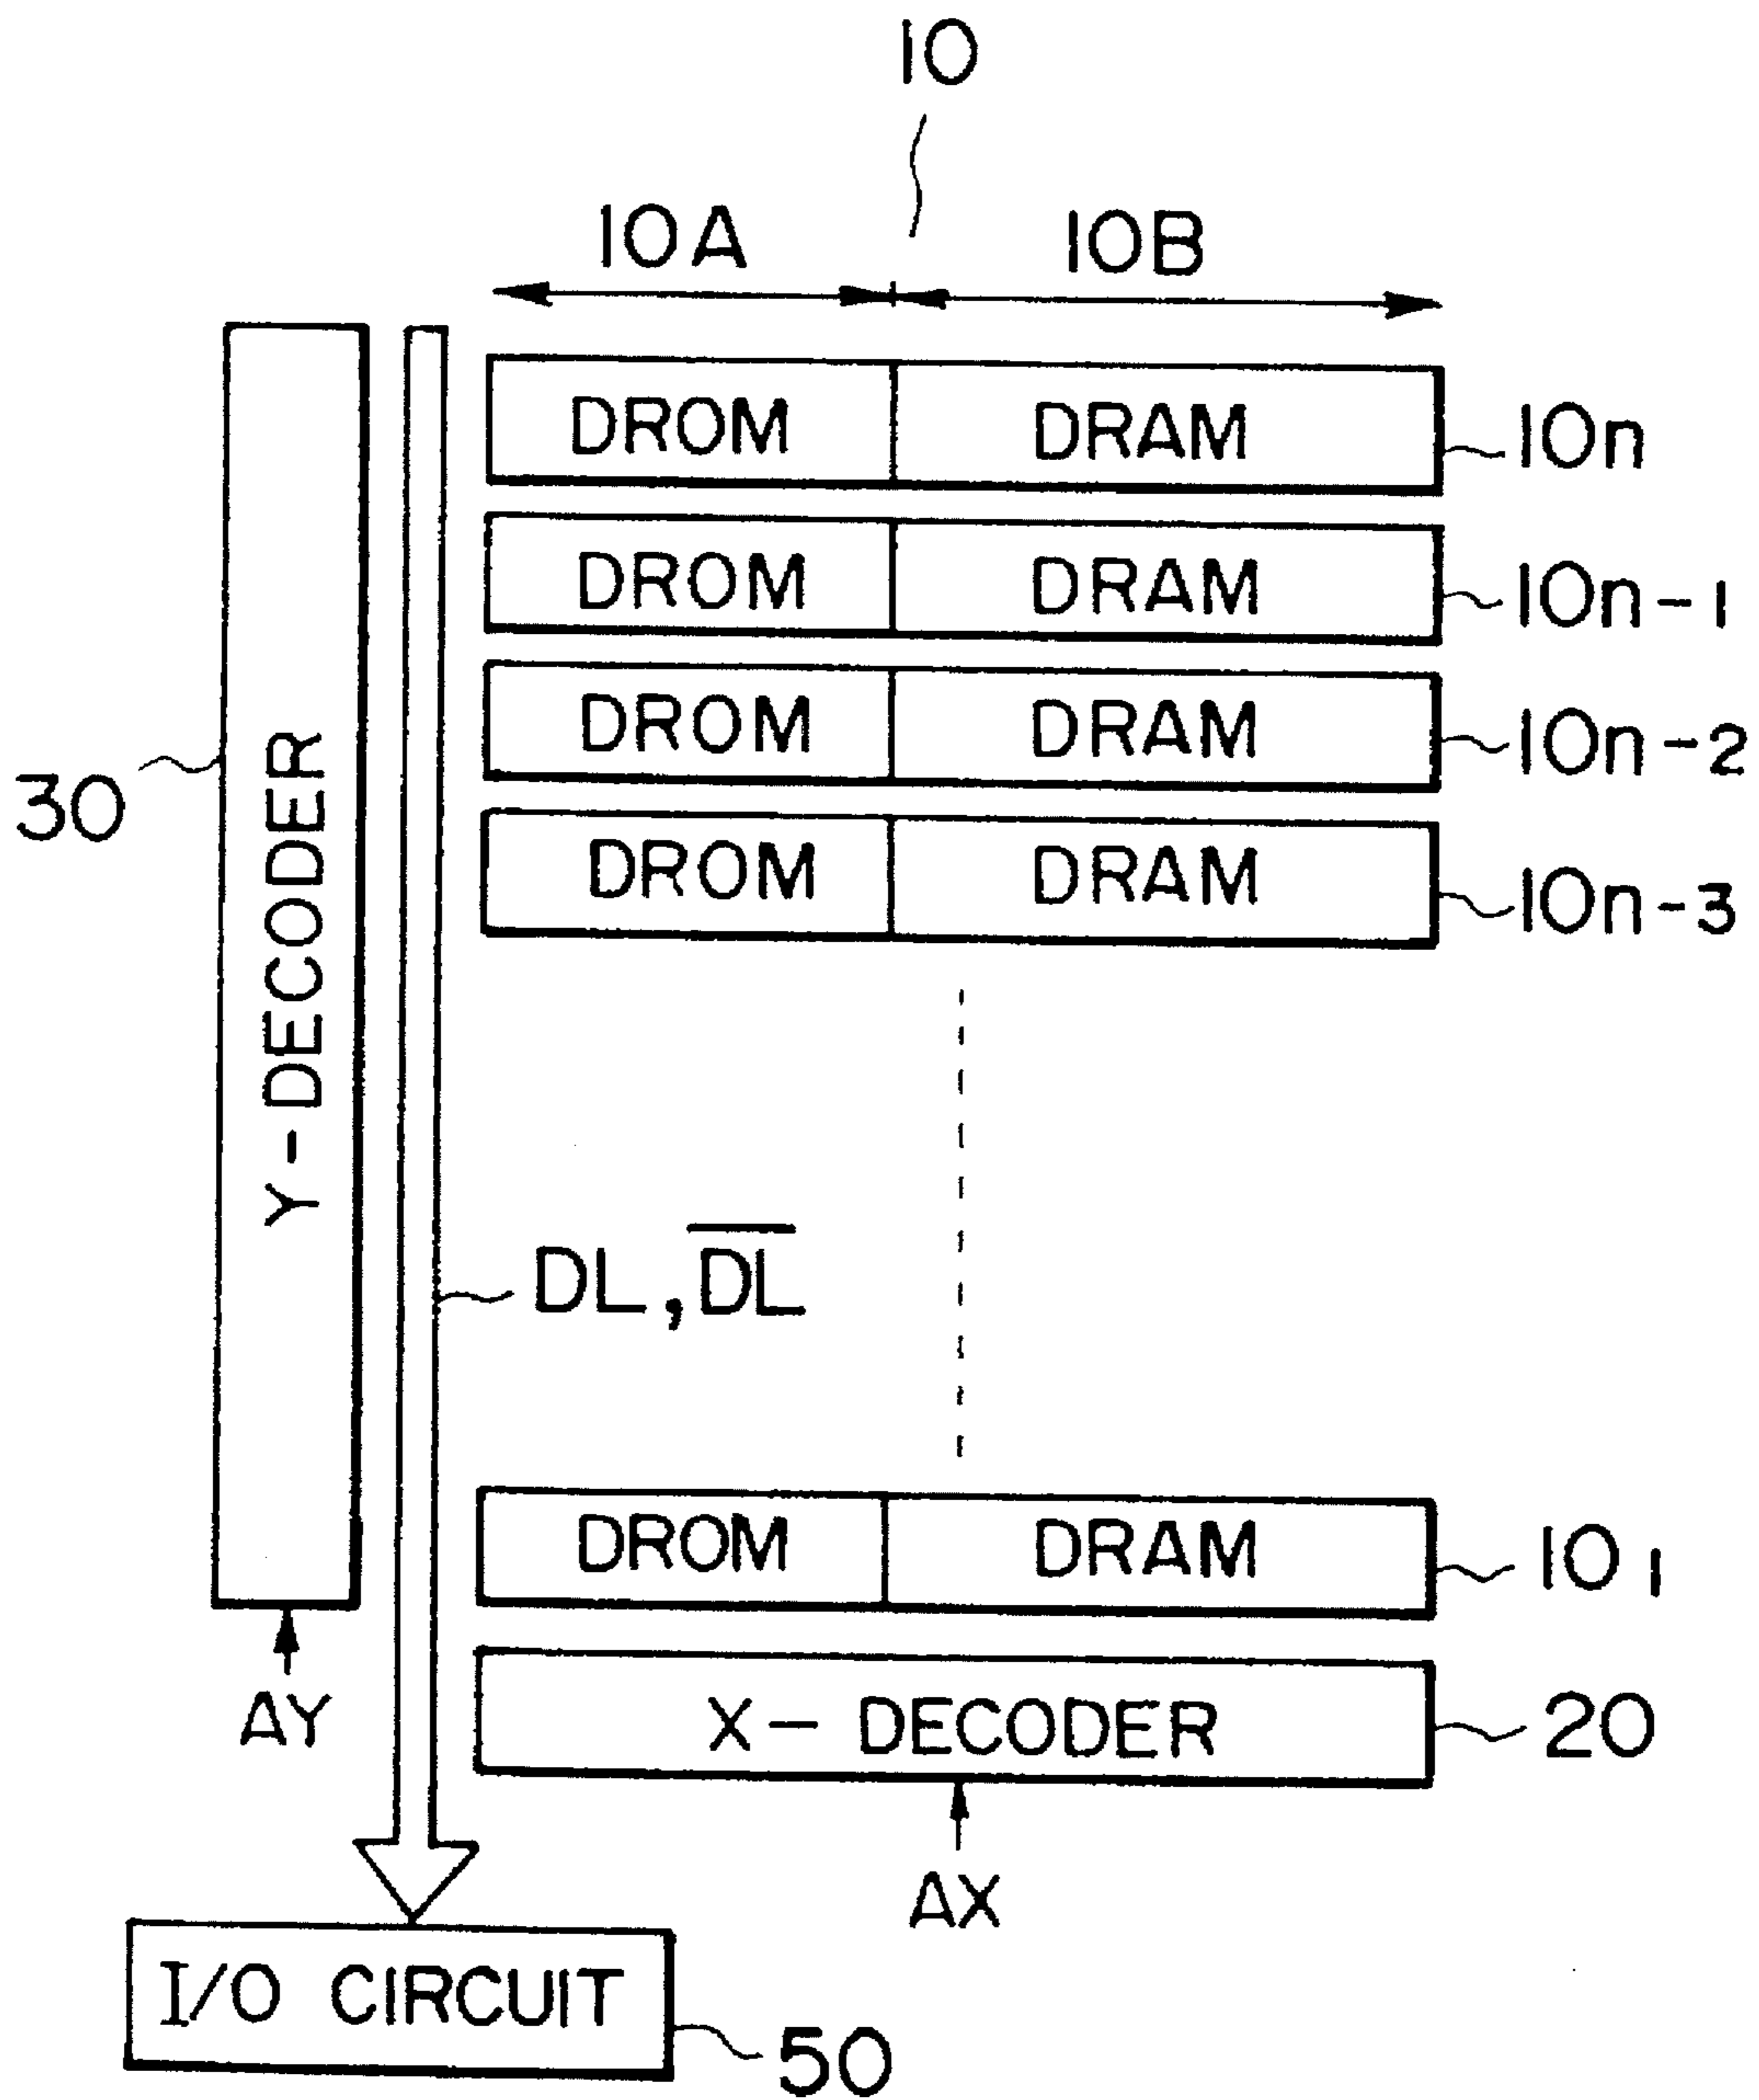 10
10A 10B
DROM DRAM 10n
DROM DRAM 10n-1
DROM DRAM 10n-2
30
Y-DECODER
DROM DRAM 10n-3
DL, D̅L̅
DROM DRAM 10₁
AY
X-DECODER 20
AX
I/O CIRCUIT
50